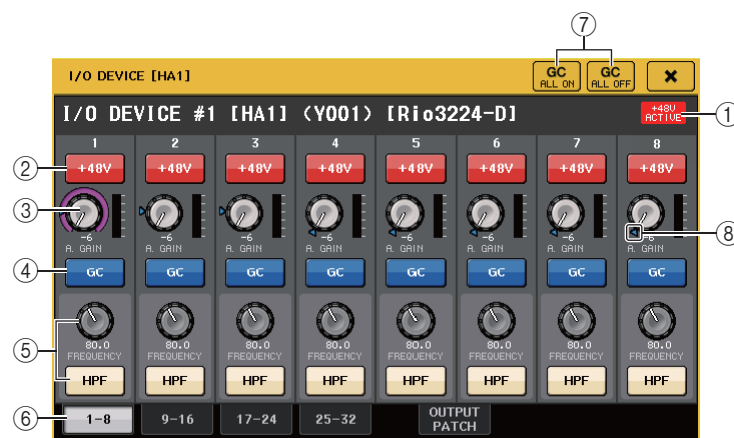 ⑦
I/O DEVICE [HA1] GC ALL ON GC ALL OFF ×
I/O DEVICE #1 [HA1] (Y001) [Rio3224-D] +48V ACTIVE ①
1 2 3 4 5 6 7 8
② +48V +48V +48V +48V +48V +48V +48V +48V
③ -6 -6 -6 -6 -6 -6 -6 -6 ⑧
A. GAIN A. GAIN A. GAIN A. GAIN A. GAIN A. GAIN A. GAIN A. GAIN
④ GC GC GC GC GC GC GC GC
⑤ 80.0 80.0 80.0 80.0 80.0 80.0 80.0 80.0
FREQUENCY FREQUENCY FREQUENCY FREQUENCY FREQUENCY FREQUENCY FREQUENCY FREQUENCY
HPF HPF HPF HPF HPF HPF HPF HPF
⑥ 1-8 9-16 17-24 25-32 OUTPUT PATCH